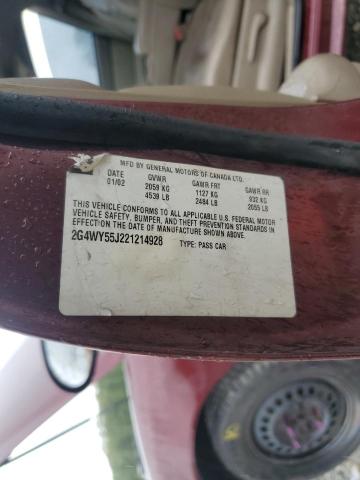 MFD BY GENERAL MOTORS OF CANADA LTD.
DATE GVWR GAWR FRT GAWR RR
01/02 2059 KG 1127 KG 932 KG
4539 LB 2484 LB 2055 LB
THIS VEHICLE CONFORMS TO ALL APPLICABLE U.S. FEDERAL MOTOR
VEHICLE SAFETY, BUMPER, AND THEFT PREVENTION STANDARDS IN
EFFECT ON THE DATE OF MANUFACTURE SHOWN ABOVE.
2G4WY55J221214928 TYPE: PASS CAR